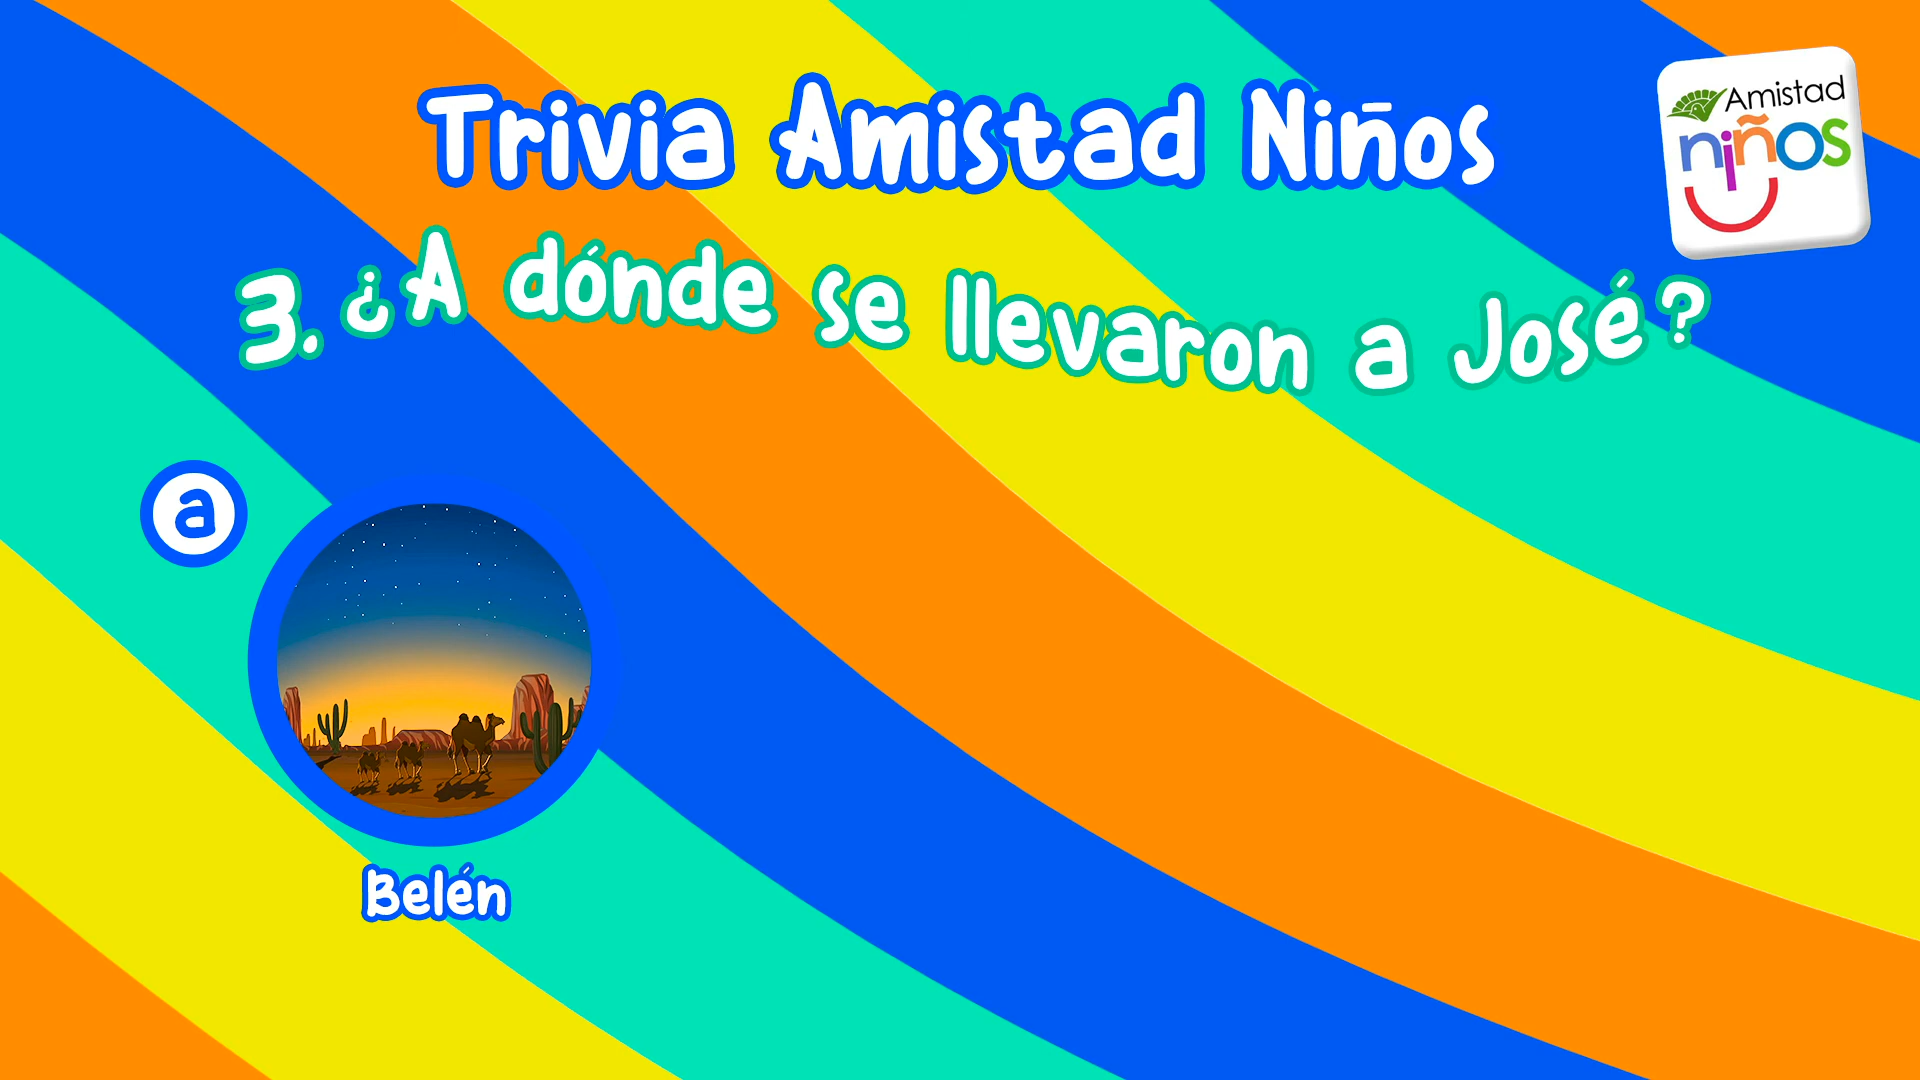 Trivia Amistad Niños
Amistad
niños
3. ¿A dónde se llevaron a José?
a
Belén